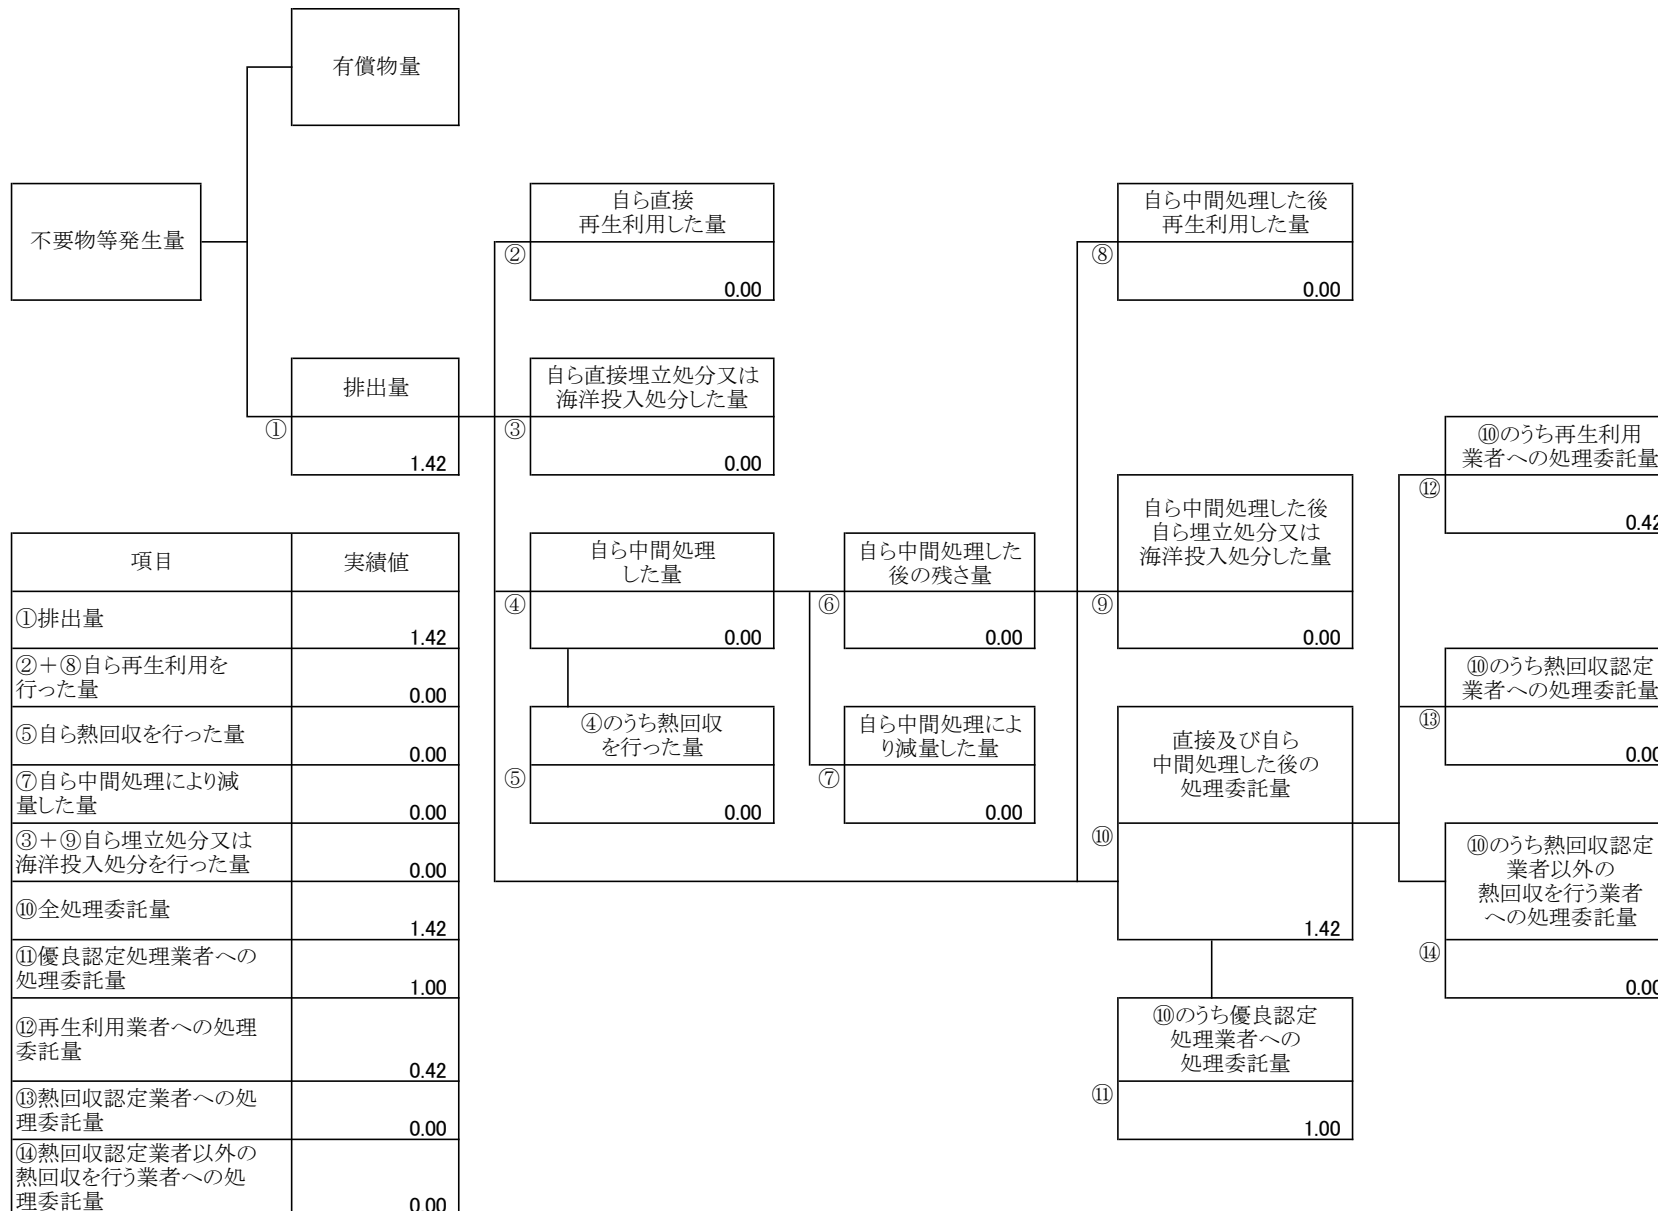 有償物量
不要物等発生量
排出量
①
1.42
自ら直接
再生利用した量
②
0.00
自ら直接埋立処分又は
海洋投入処分した量
③
0.00
自ら中間処理
した量
④
0.00
④のうち熱回収
を行った量
⑤
0.00
自ら中間処理した
後の残さ量
⑥
0.00
自ら中間処理によ
り減量した量
⑦
0.00
自ら中間処理した後
再生利用した量
⑧
0.00
自ら中間処理した後
自ら埋立処分又は
海洋投入処分した量
⑨
0.00
直接及び自ら
中間処理した後の
処理委託量
⑩
1.42
⑩のうち優良認定
処理業者への
処理委託量
⑪
1.00
⑩のうち再生利用
業者への処理委託量
⑫
0.42
⑩のうち熱回収認定
業者への処理委託量
⑬
0.00
⑩のうち熱回収認定
業者以外の
熱回収を行う業者
への処理委託量
⑭
0.00
項目 実績値
①排出量
1.42
②+⑧自ら再生利用を
行った量
0.00
⑤自ら熱回収を行った量
0.00
⑦自ら中間処理により減
量した量
0.00
③+⑨自ら埋立処分又は
海洋投入処分を行った量
0.00
⑩全処理委託量
1.42
⑪優良認定処理業者への
処理委託量
1.00
⑫再生利用業者への処理
委託量
0.42
⑬熱回収認定業者への処
理委託量
0.00
⑭熱回収認定業者以外の
熱回収を行う業者への処
理委託量
0.00